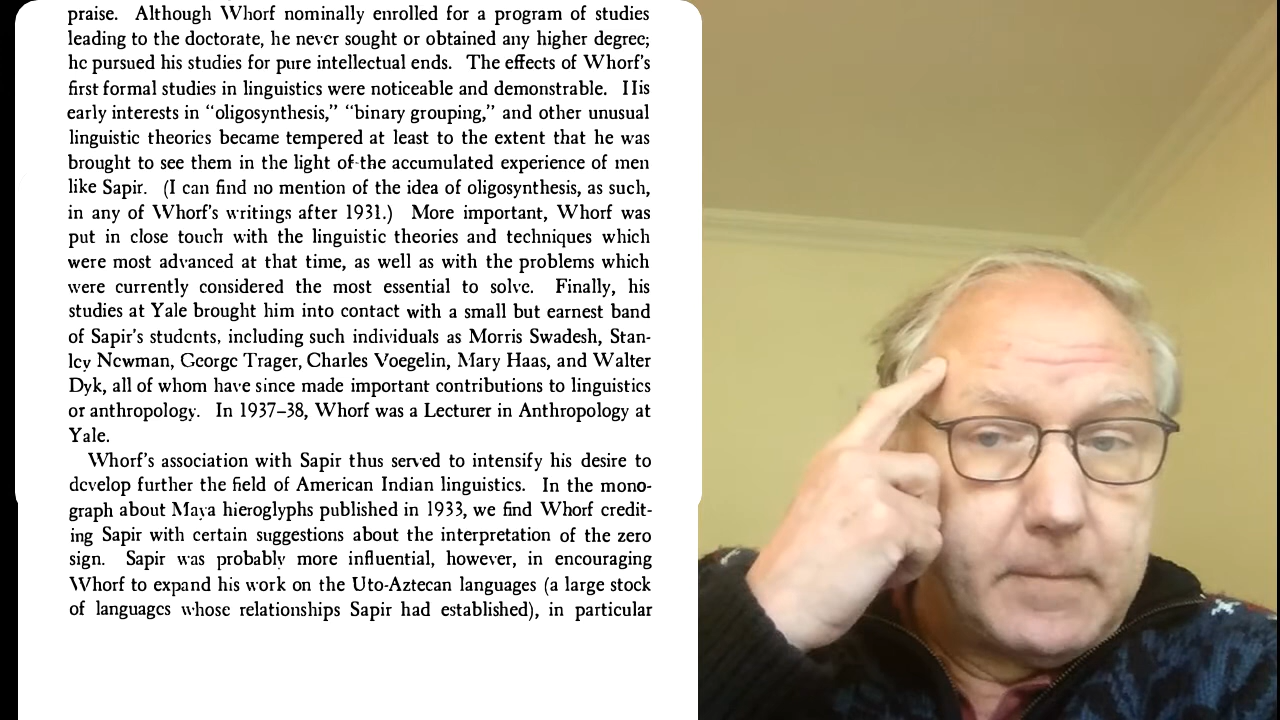 praise. Although Whorf nominally enrolled for a program of studies
leading to the doctorate, he never sought or obtained any higher degree;
he pursued his studies for pure intellectual ends. The effects of Whorf's
first formal studies in linguistics were noticeable and demonstrable. His
early interests in “oligosynthesis,” “binary grouping,” and other unusual
linguistic theories became tempered at least to the extent that he was
brought to see them in the light of the accumulated experience of men
like Sapir. (I can find no mention of the idea of oligosynthesis, as such,
in any of Whorf's writings after 1931.) More important, Whorf was
put in close touch with the linguistic theories and techniques which
were most advanced at that time, as well as with the problems which
were currently considered the most essential to solve. Finally, his
studies at Yale brought him into contact with a small but earnest band
of Sapir's students, including such individuals as Morris Swadesh, Stan-
ley Newman, George Trager, Charles Voegelin, Mary Haas, and Walter
Dyk, all of whom have since made important contributions to linguistics
or anthropology. In 1937–38, Whorf was a Lecturer in Anthropology at
Yale.
Whorf's association with Sapir thus served to intensify his desire to
develop further the field of American Indian linguistics. In the mono-
graph about Maya hieroglyphs published in 1933, we find Whorf credit-
ing Sapir with certain suggestions about the interpretation of the zero
sign. Sapir was probably more influential, however, in encouraging
Whorf to expand his work on the Uto-Aztecan languages (a large stock
of languages whose relationships Sapir had established), in particular